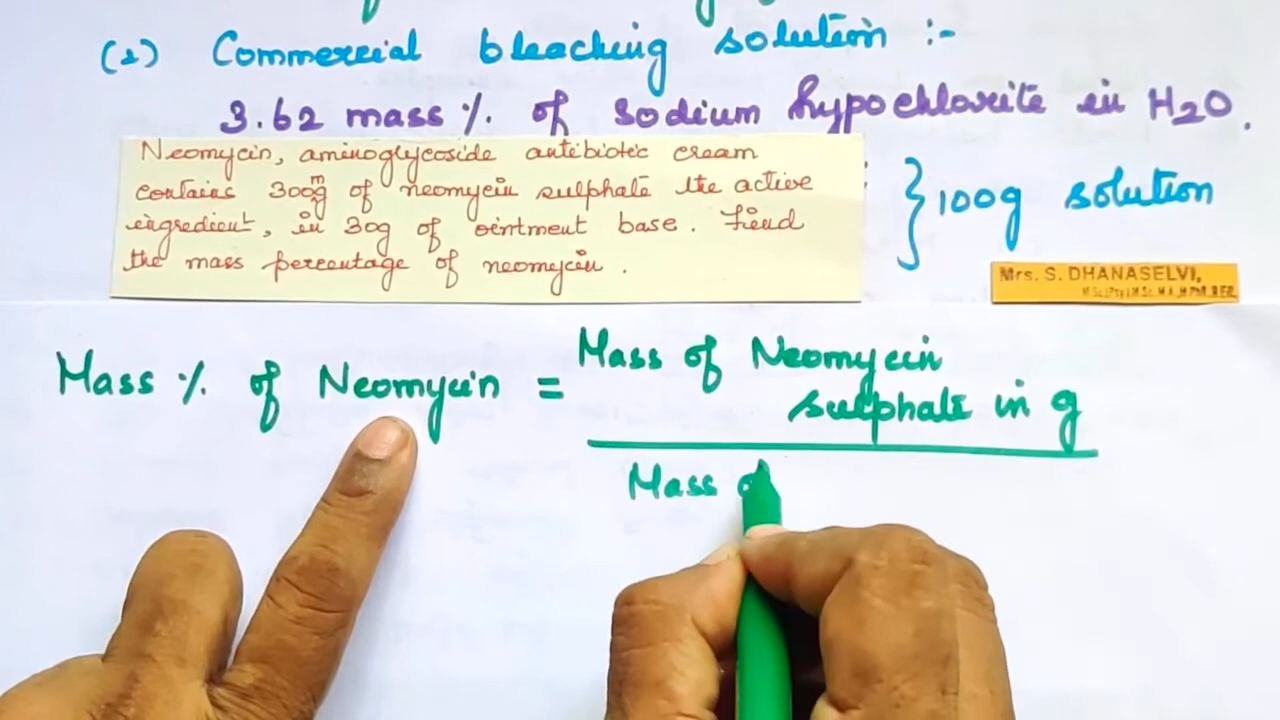 (2) Commercial bleaching solution :-
3.62 mass % of sodium hypochlorite in H2O.
Neomycin, aminoglycoside antibiotic cream
contains 300mg of neomycin sulphate the active
ingredient, in 30g of ointment base. Find
the mass percentage of neomycin.
} 100g solution
Mrs. S. DHANASELVI,
Mass % of Neomycin =
Mass of Neomycin
sulphate in g
Mass